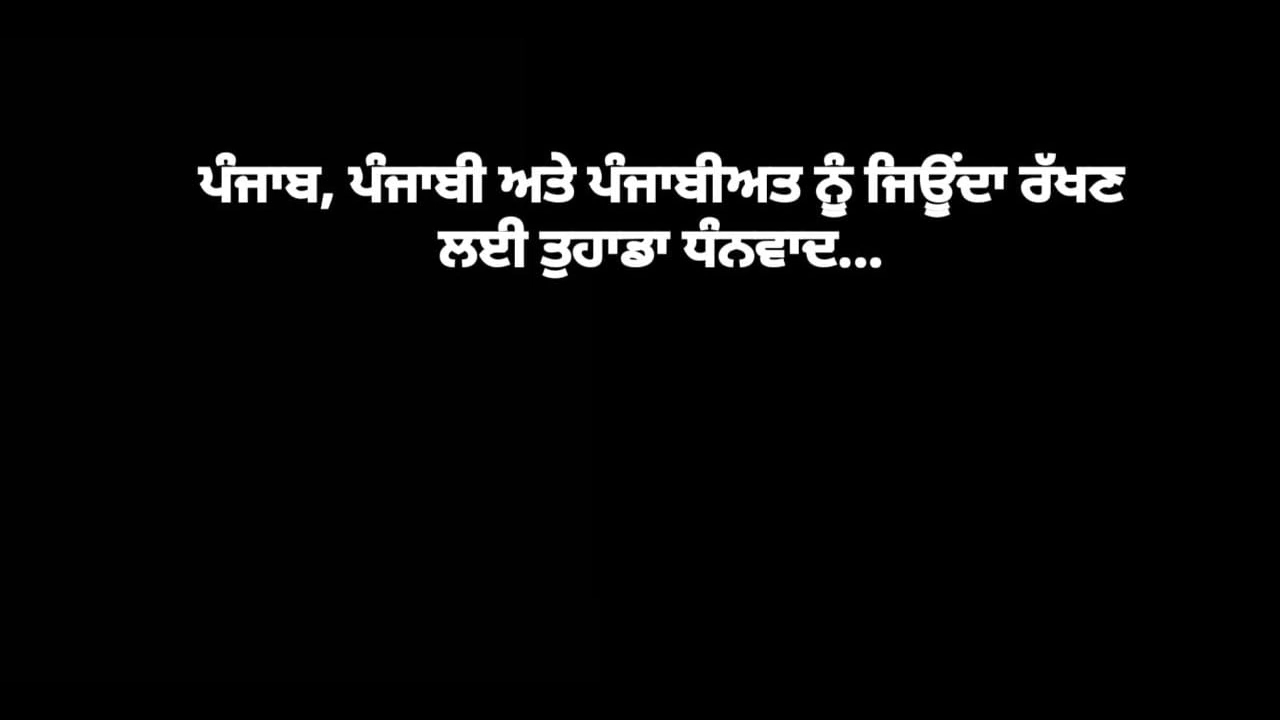 ਪੰਜਾਬ, ਪੰਜਾਬੀ ਅਤੇ ਪੰਜਾਬੀਅਤ ਨੂੰ ਜਿਊਂਦਾ ਰੱਖਣ
ਲਈ ਤੁਹਾਡਾ ਧੰਨਵਾਦ...